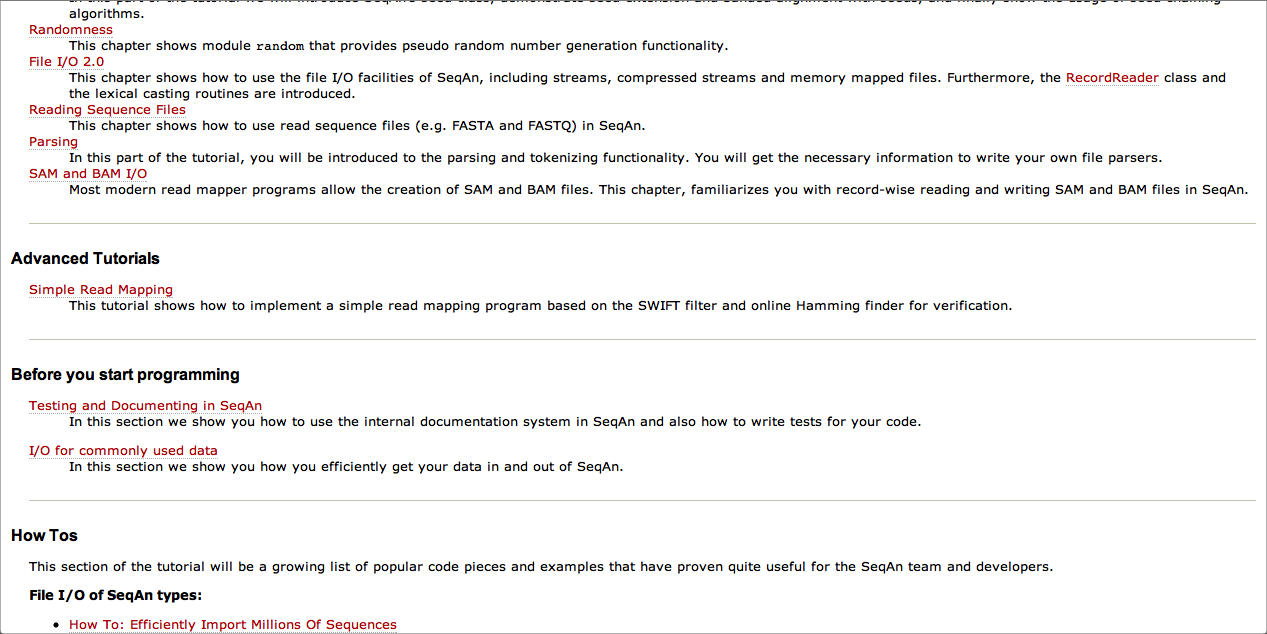 algorithms.
Randomness
This chapter shows module random that provides pseudo random number generation functionality.
File I/O 2.0
This chapter shows how to use the file I/O facilities of SeqAn, including streams, compressed streams and memory mapped files. Furthermore, the RecordReader class and
the lexical casting routines are introduced.
Reading Sequence Files
This chapter shows how to use read sequence files (e.g. FASTA and FASTQ) in SeqAn.
Parsing
In this part of the tutorial, you will be introduced to the parsing and tokenizing functionality. You will get the necessary information to write your own file parsers.
SAM and BAM I/O
Most modern read mapper programs allow the creation of SAM and BAM files. This chapter, familiarizes you with record-wise reading and writing SAM and BAM files in SeqAn.
Advanced Tutorials
Simple Read Mapping
This tutorial shows how to implement a simple read mapping program based on the SWIFT filter and online Hamming finder for verification.
Before you start programming
Testing and Documenting in SeqAn
In this section we show you how to use the internal documentation system in SeqAn and also how to write tests for your code.
I/O for commonly used data
In this section we show you how you efficiently get your data in and out of SeqAn.
How Tos
This section of the tutorial will be a growing list of popular code pieces and examples that have proven quite useful for the SeqAn team and developers.
File I/O of SeqAn types:
• How To: Efficiently Import Millions Of Sequences